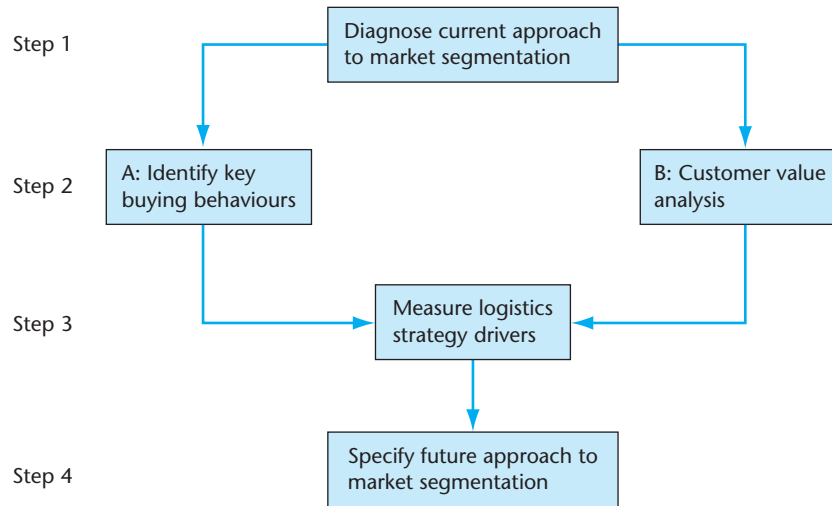 Step 1
Diagnose current approach
to market segmentation
Step 2
A: Identify key
buying behaviours
B: Customer value
analysis
Step 3
Measure logistics
strategy drivers
Step 4
Specify future approach to
market segmentation